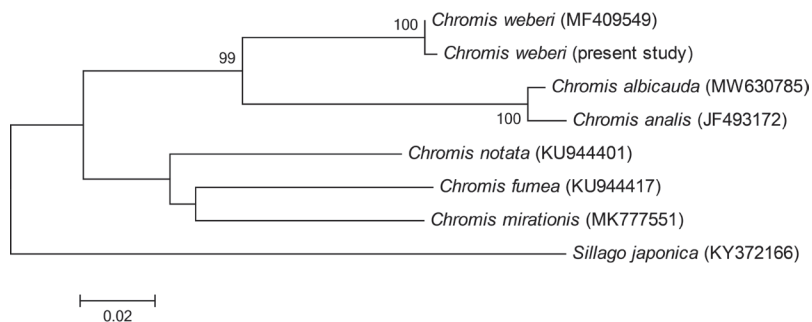 100
Chromis weberi (MF409549)
Chromis weberi (present study)
99
Chromis albicauda (MW630785)
100
Chromis analis (JF493172)
Chromis notata (KU944401)
Chromis fumea (KU944417)
Chromis mirationis (MK777551)
Sillago japonica (KY372166)
0.02